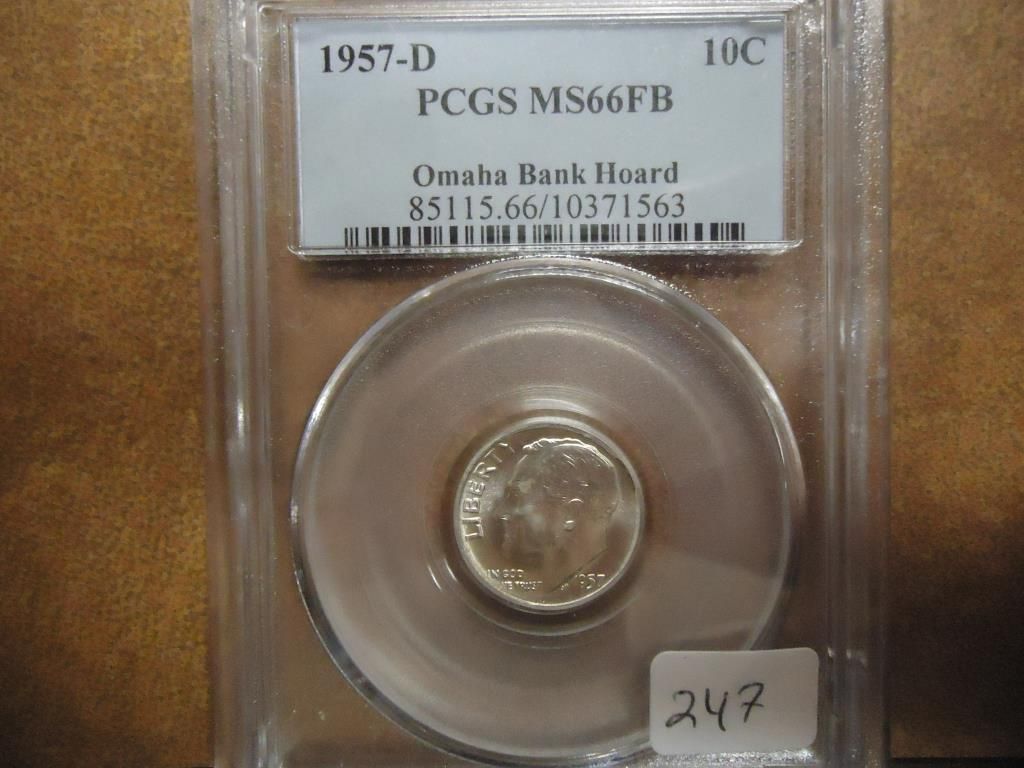 1957-D 10C
PCGS MS66FB
Omaha Bank Hoard
85115.66/10371563
LIBERTY
IN GOD
WE TRUST
1957
247